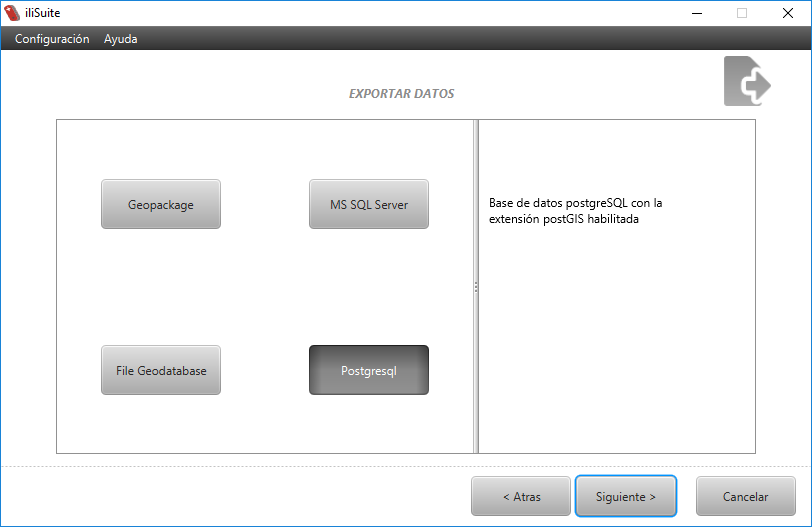 iliSuite
Configuración Ayuda
EXPORTAR DATOS
Geopackage
MS SQL Server
Base de datos postgreSQL con la
extensión postGIS habilitada
File Geodatabase
Postgresql
< Atras
Siguiente >
Cancelar